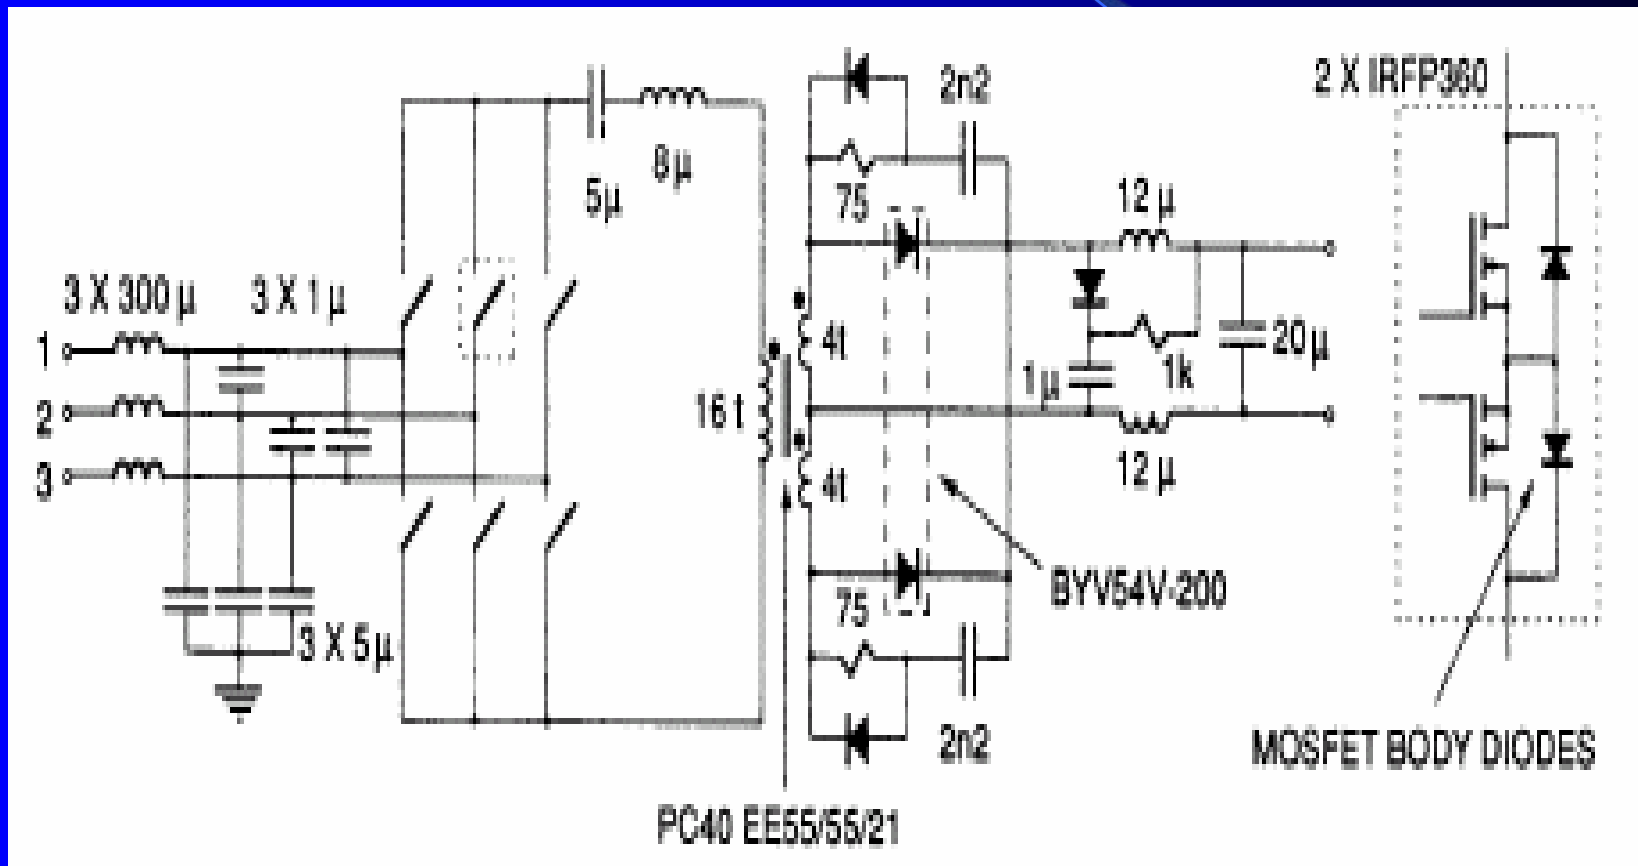 2n2
2 X IRFP360
8µ
5µ
75
12 µ
3 X 300 µ
3 X 1 µ
1
4t
20µ
1k
1µ
2
16 t
3
4t
12 µ
BYV54V-200
75
3 X 5µ
2n2
MOSFET BODY DIODES
PC40 EE55/55/21